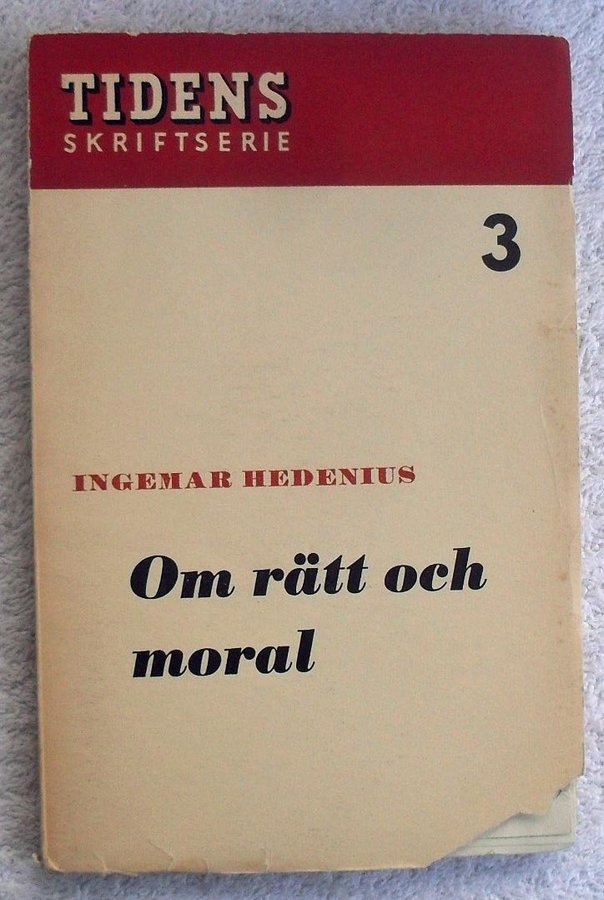 TIDENS
SKRIFTSERIE
3
INGEMAR HEDENIUS
Om rätt och
moral